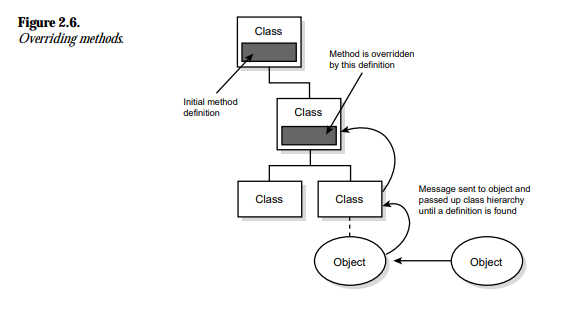 Figure 2.6.
Overriding methods.
Class
Method is overridden
by this definition
Initial method
definition
Class
Class
Class
Message sent to object and
passed up class hierarchy
until a definition is found
Object
Object